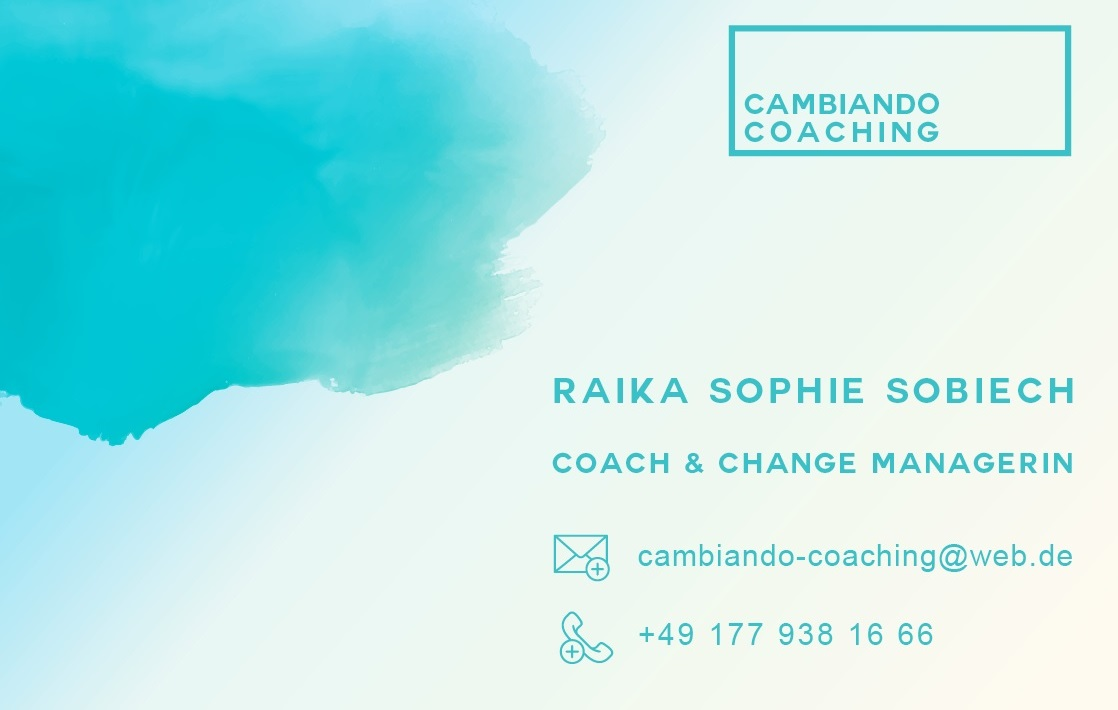 CAMBIANDO
COACHING
RAIKA SOPHIE SOBIECH
COACH & CHANGE MANAGERIN
cambiando-coaching@web.de
+49 177 938 16 66